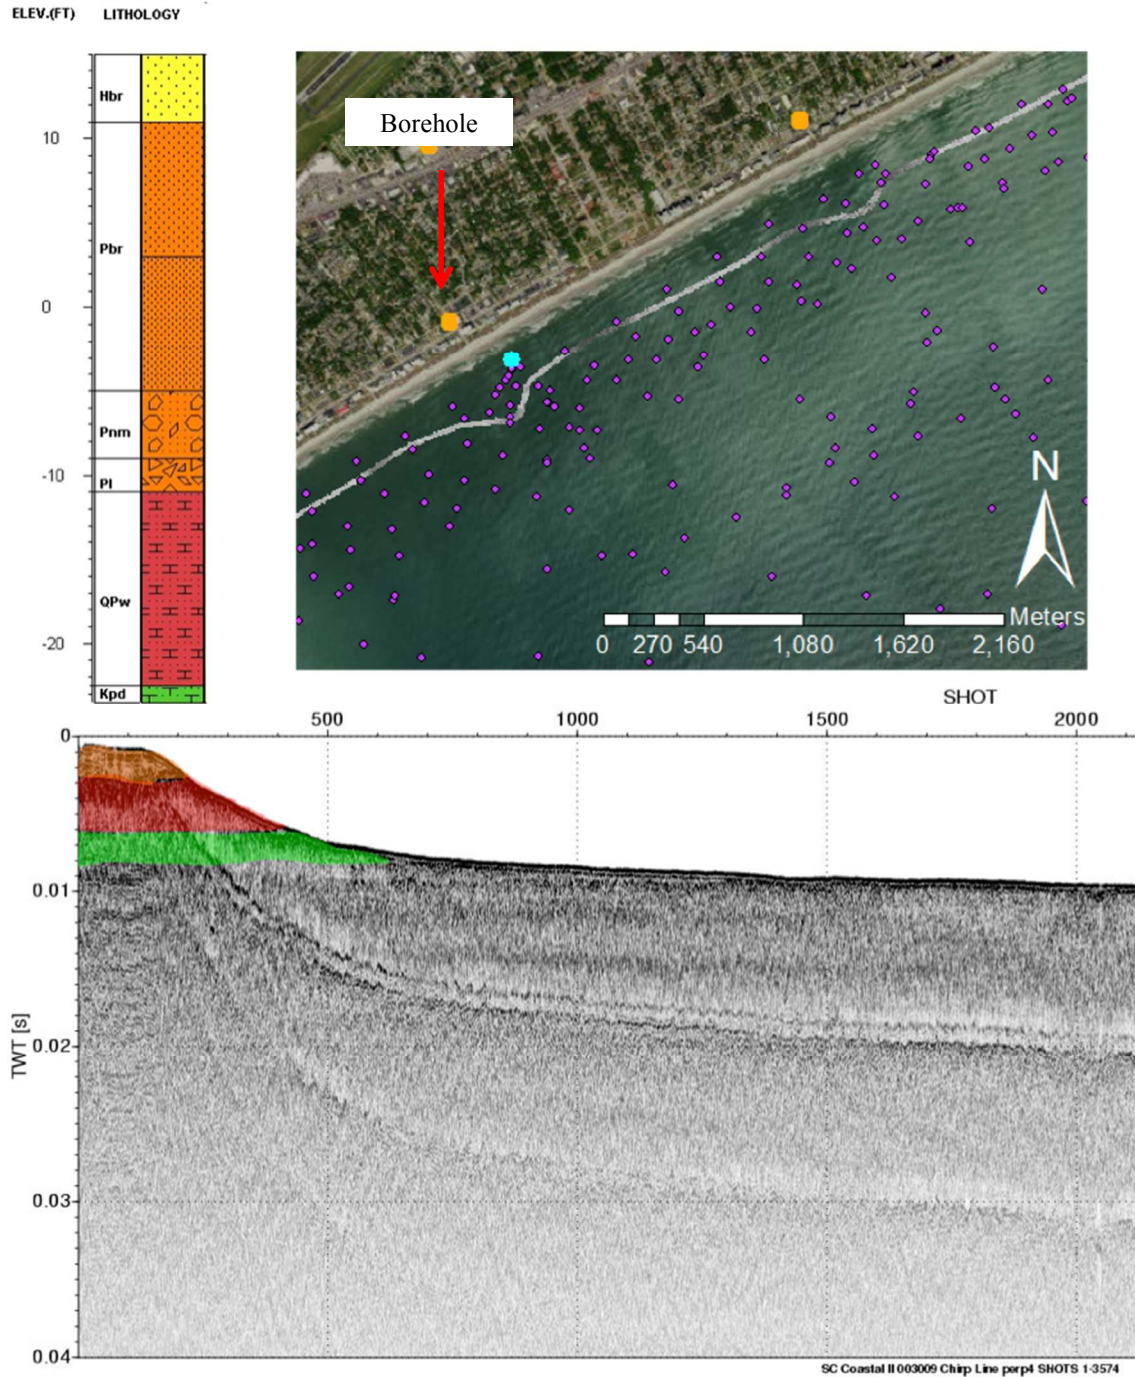 ELEV.(FT) LITHOLOGY
Hbr
10
Pbr
0
Pnm
-10
Pl
QPw
-20
Kpd
Borehole
N
Meters
0 270 540 1,080 1,620 2,160
SHOT
500 1000 1500 2000
0
0.01
0.02
0.03
0.04
TWT [s]
SC Coastal II 003009 Chirp Line perp4 SHOTS 1-3574